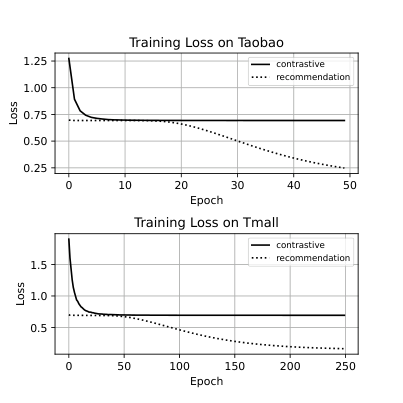 Training Loss on Taobao
contrastive
recommendation
Loss
1.25
1.00
0.75
0.50
0.25
0 10 20 30 40 50
Epoch
Training Loss on Tmall
contrastive
recommendation
Loss
1.5
1.0
0.5
0 50 100 150 200 250
Epoch